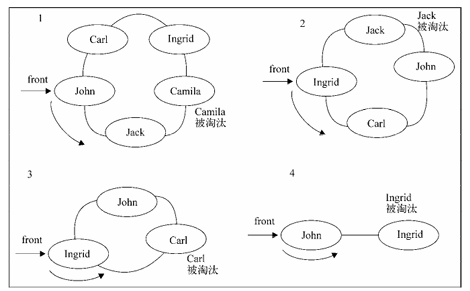 1
Carl
Ingrid
front
John
Camila
Camila
被淘汰
Jack
2
Jack
Jack
被淘汰
front
Ingrid
John
Carl
3
John
front
Ingrid
Carl
Carl
被淘汰
4
Ingrid
被淘汰
front
John
Ingrid